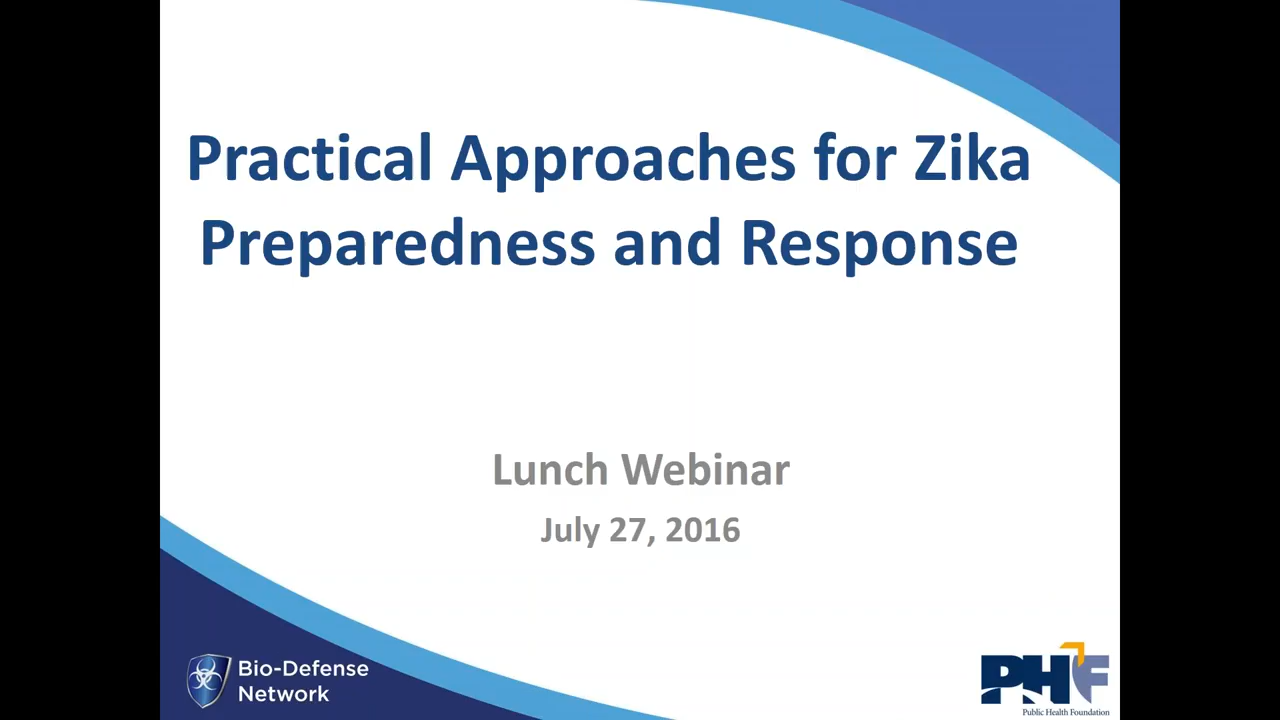 Practical Approaches for Zika
Preparedness and Response
Lunch Webinar
July 27, 2016
Bio-Defense
Network
PHF
Public Health Foundation